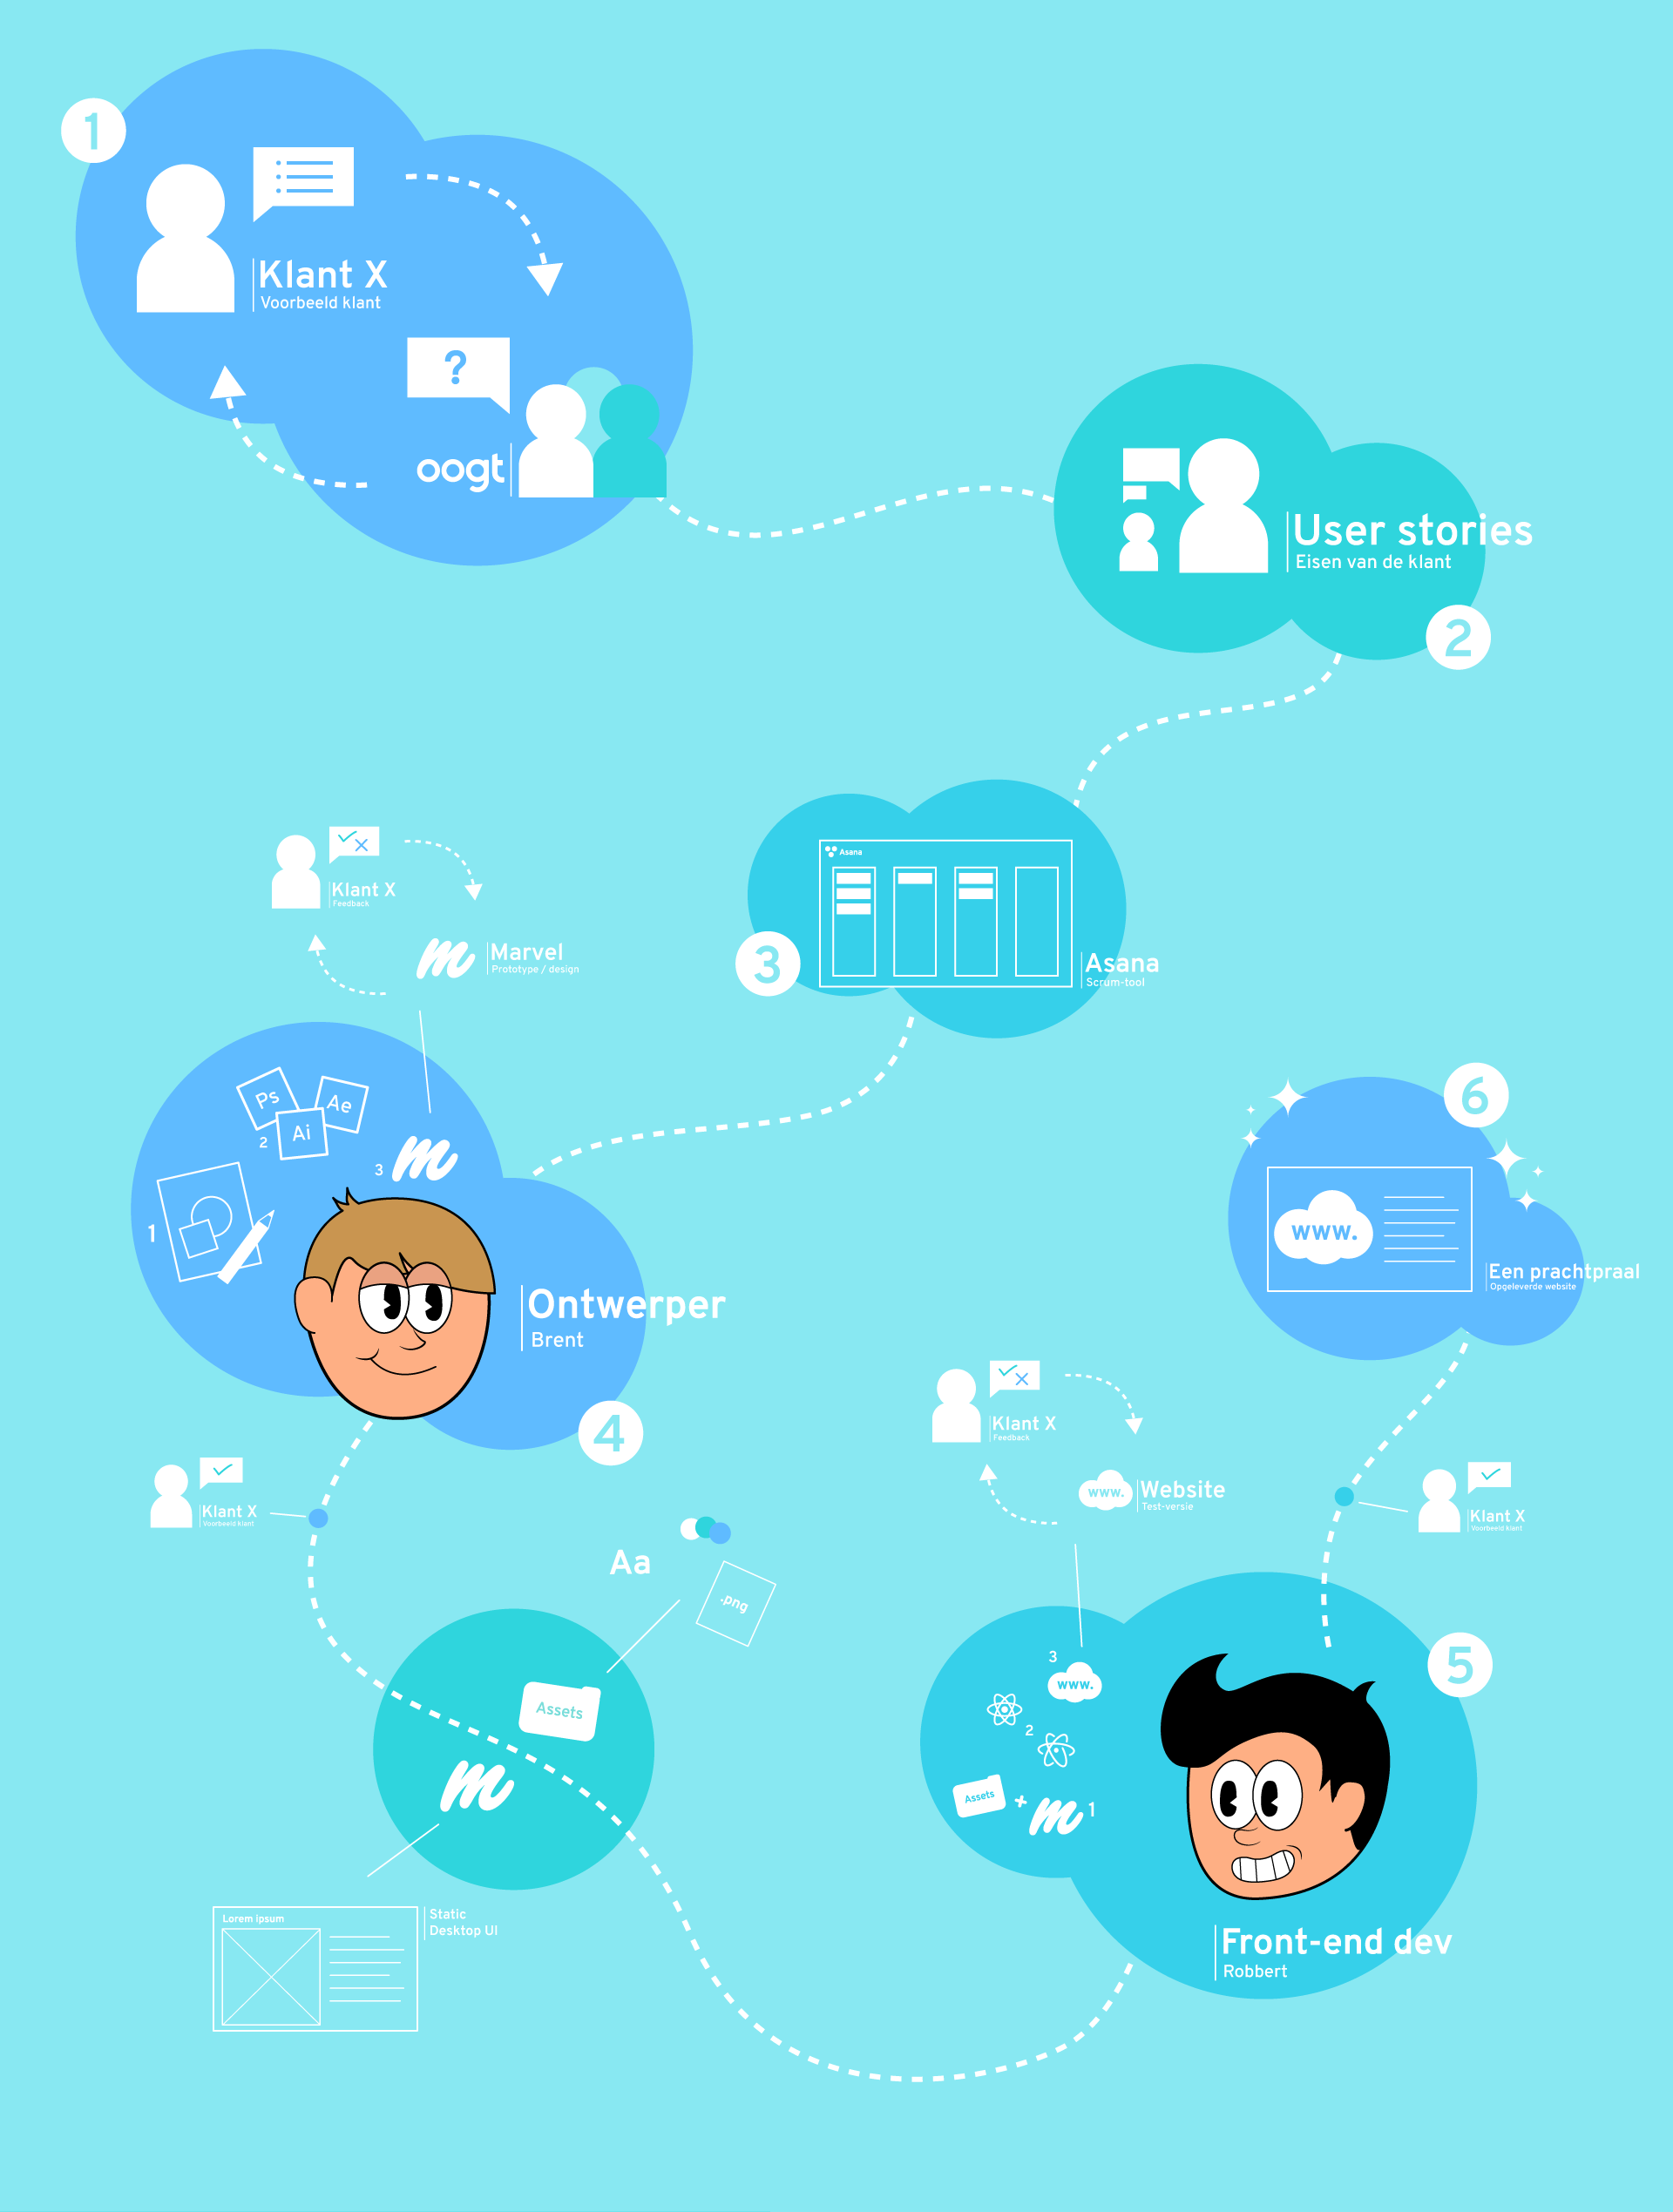 1
Klant X
Voorbeeld klant
?
oogt
User stories
Eisen van de klant
2
Asana
3
Asana
Scrum-tool
Klant X
Feedback
Marvel
Prototype / design
Ps
Ae
Ai
2
3
1
Ontwerper
Brent
4
Klant X
Voorbeeld klant
Aa
.png
Assets
Lorem ipsum
Static
Desktop UI
Klant X
Feedback
www.
Website
Test-versie
3
www.
2
Assets
+
1
5
Front-end dev
Robbert
Klant X
Voorbeeld klant
6
www.
Een prachtpraal
Opgeleverde website